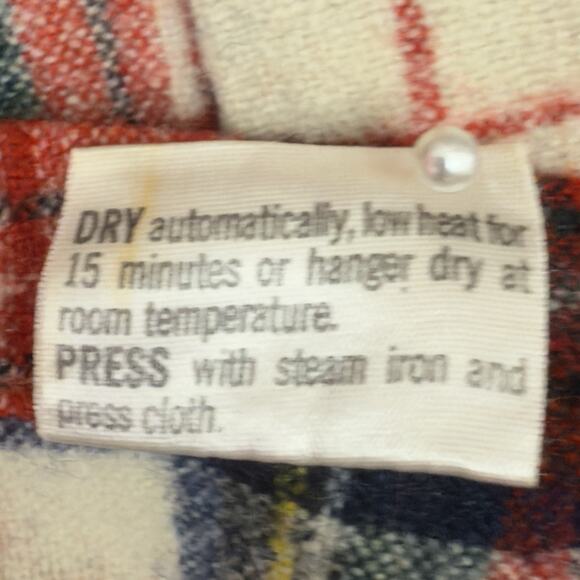 DRY automatically, low heat for
15 minutes or hanger dry at
room temperature.
PRESS with steam iron and
press cloth.